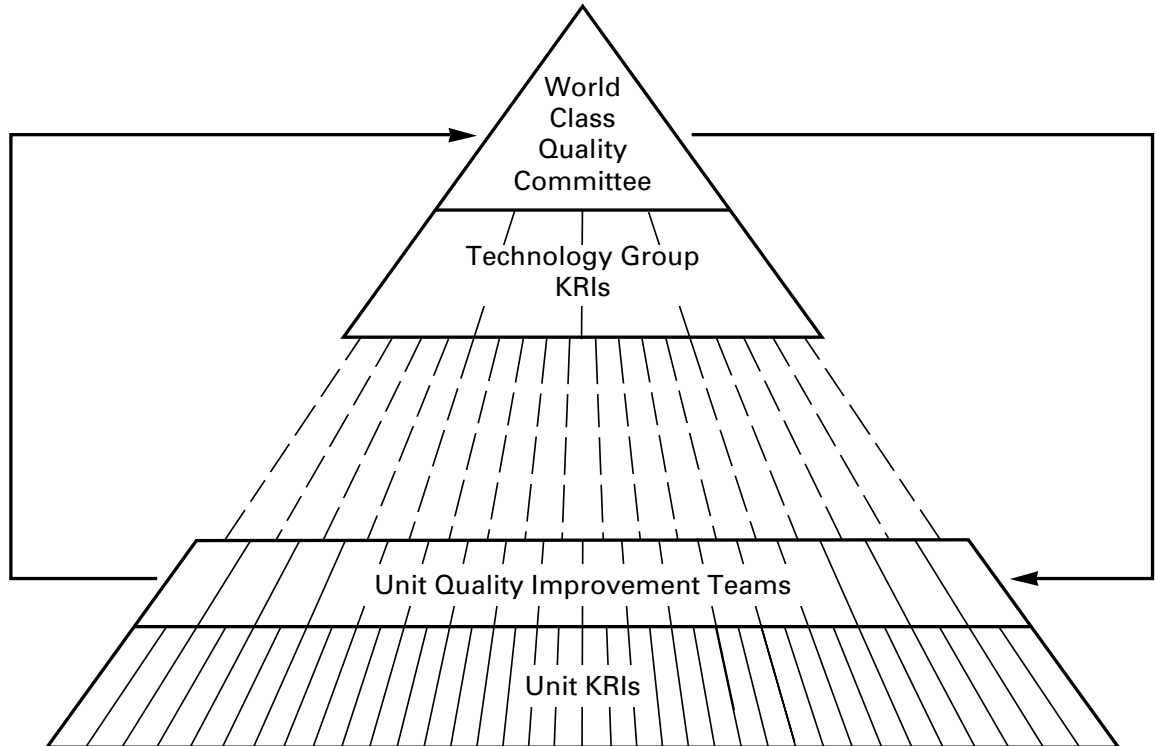 World
Class
Quality
Committee
Technology Group
KRIs
Unit Quality Improvement Teams
Unit KRIs